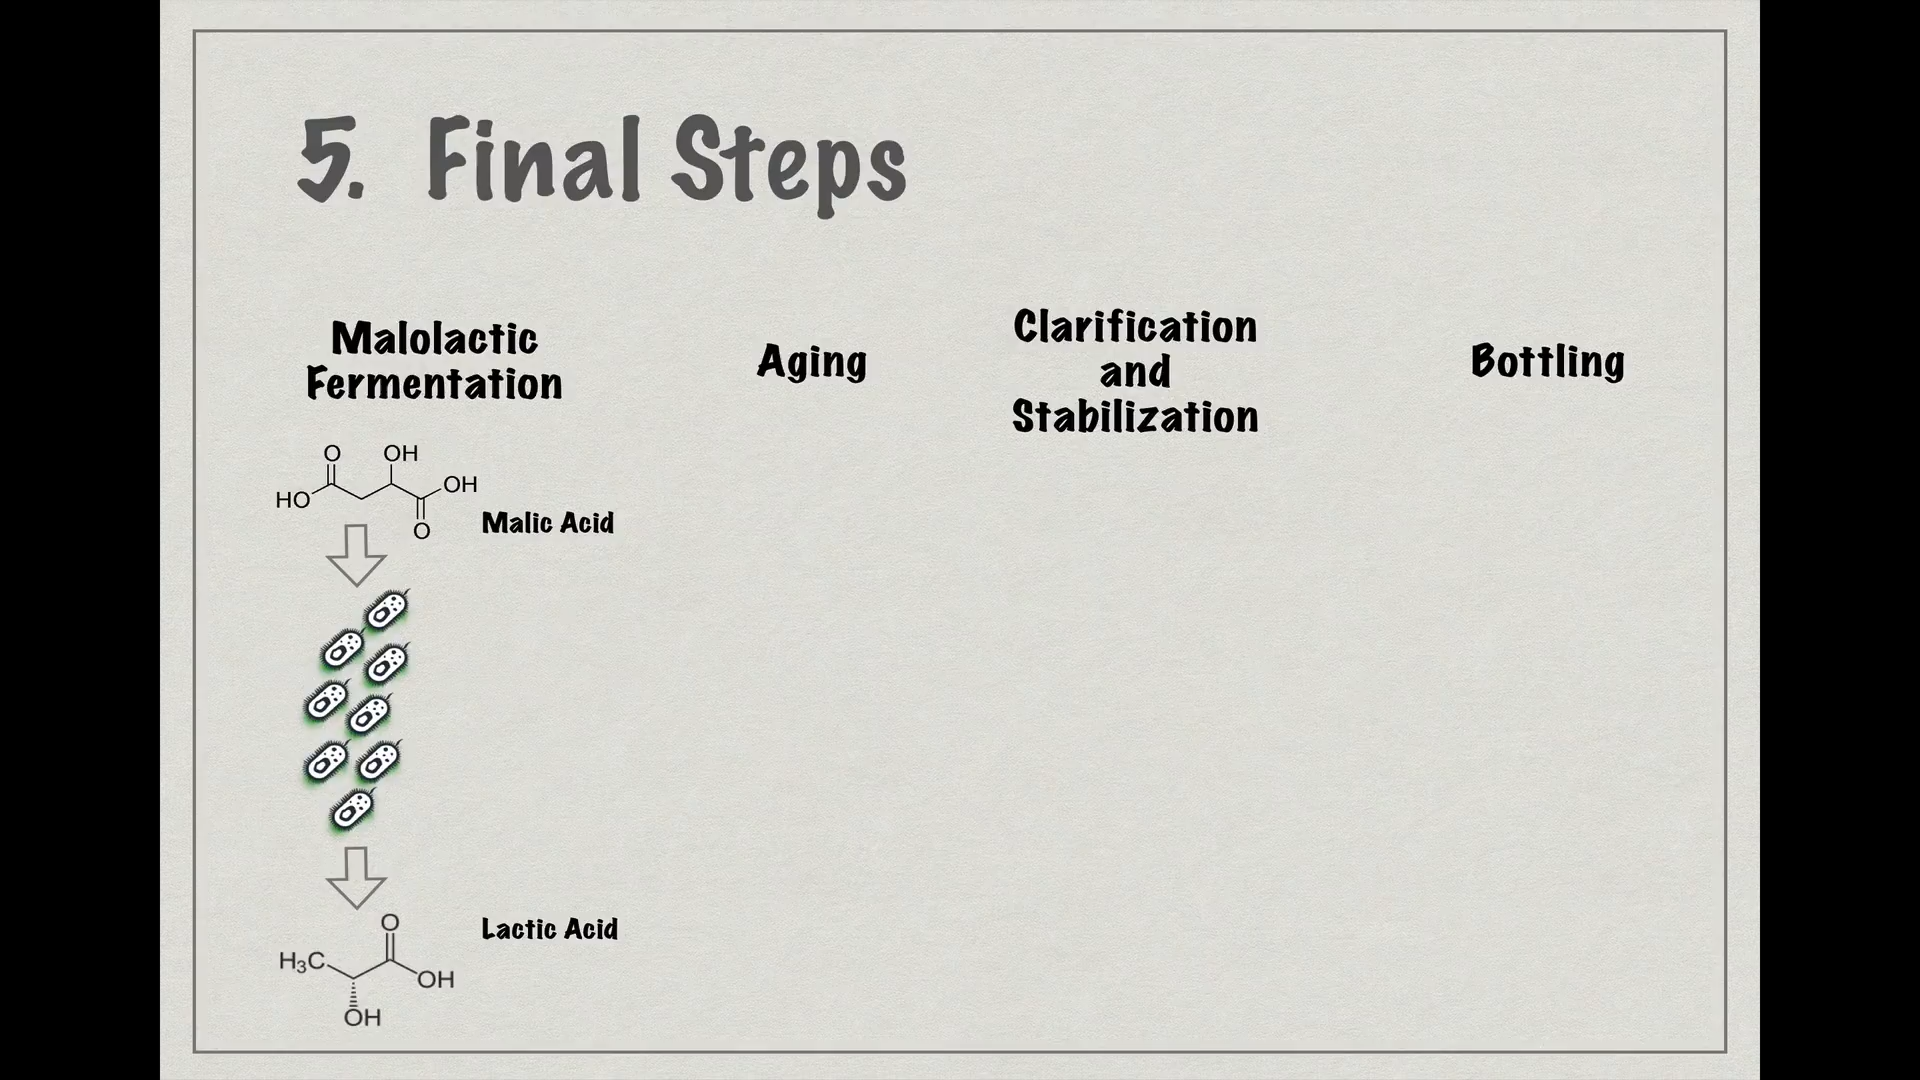 5. Final Steps
Malolactic
Fermentation
Aging
Clarification
and
Stabilization
Bottling
O
OH
HO
OH
O
Malic Acid
O
Lactic Acid
H₃C
OH
OH